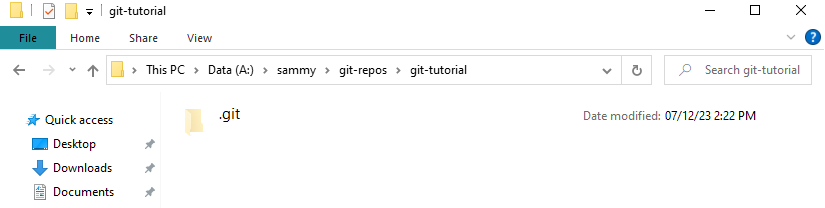 git-tutorial
File Home Share View
This PC Data (A:) sammy git-repos git-tutorial Search git-tutorial
Quick access
Desktop
Downloads
Documents
.git Date modified: 07/12/23 2:22 PM